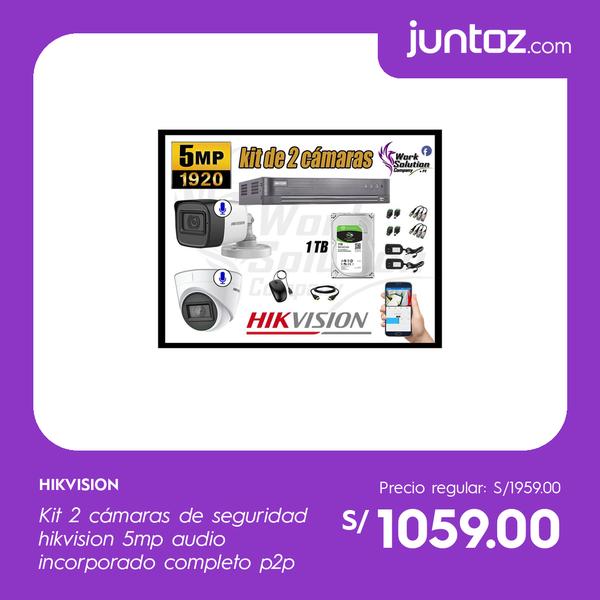 juntoz.com
5MP
1920
kit de 2 cámaras
Work
Solution
Company
HIKVISION
1 TB
HIKVISION
HIKVISION
Kit 2 cámaras de seguridad
hikvision 5mp audio
incorporado completo p2p
Precio regular: S/1959.00
S/ 1059.00